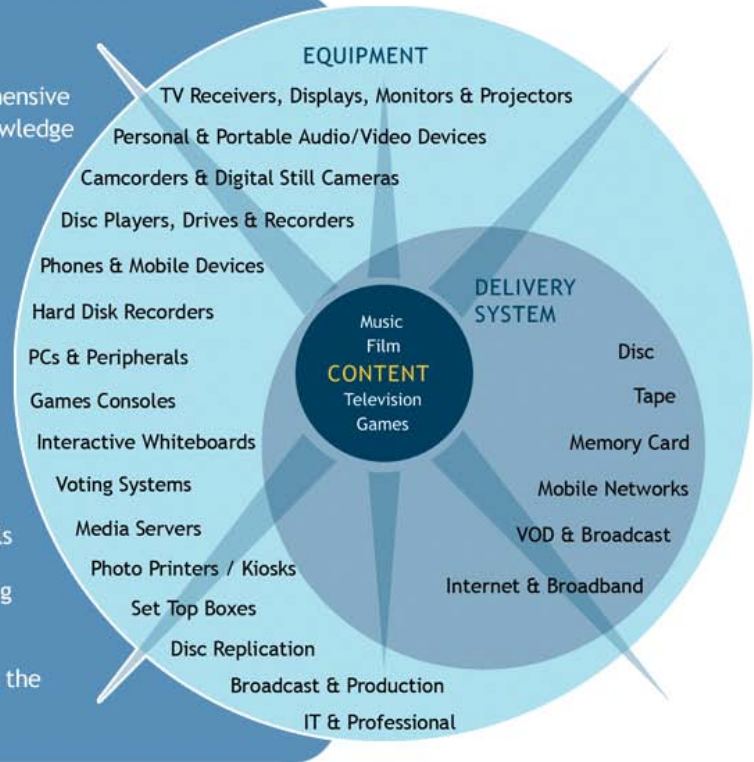 EQUIPMENT
TV Receivers, Displays, Monitors & Projectors
Personal & Portable Audio/Video Devices
Camcorders & Digital Still Cameras
Disc Players, Drives & Recorders
Phones & Mobile Devices
Hard Disk Recorders
PCs & Peripherals
Games Consoles
Interactive Whiteboards
Voting Systems
Media Servers
Photo Printers / Kiosks
Set Top Boxes
Disc Replication
Broadcast & Production
IT & Professional
Music
Film
CONTENT
Television
Games
DELIVERY
SYSTEM
Disc
Tape
Memory Card
Mobile Networks
VOD & Broadcast
Internet & Broadband
the